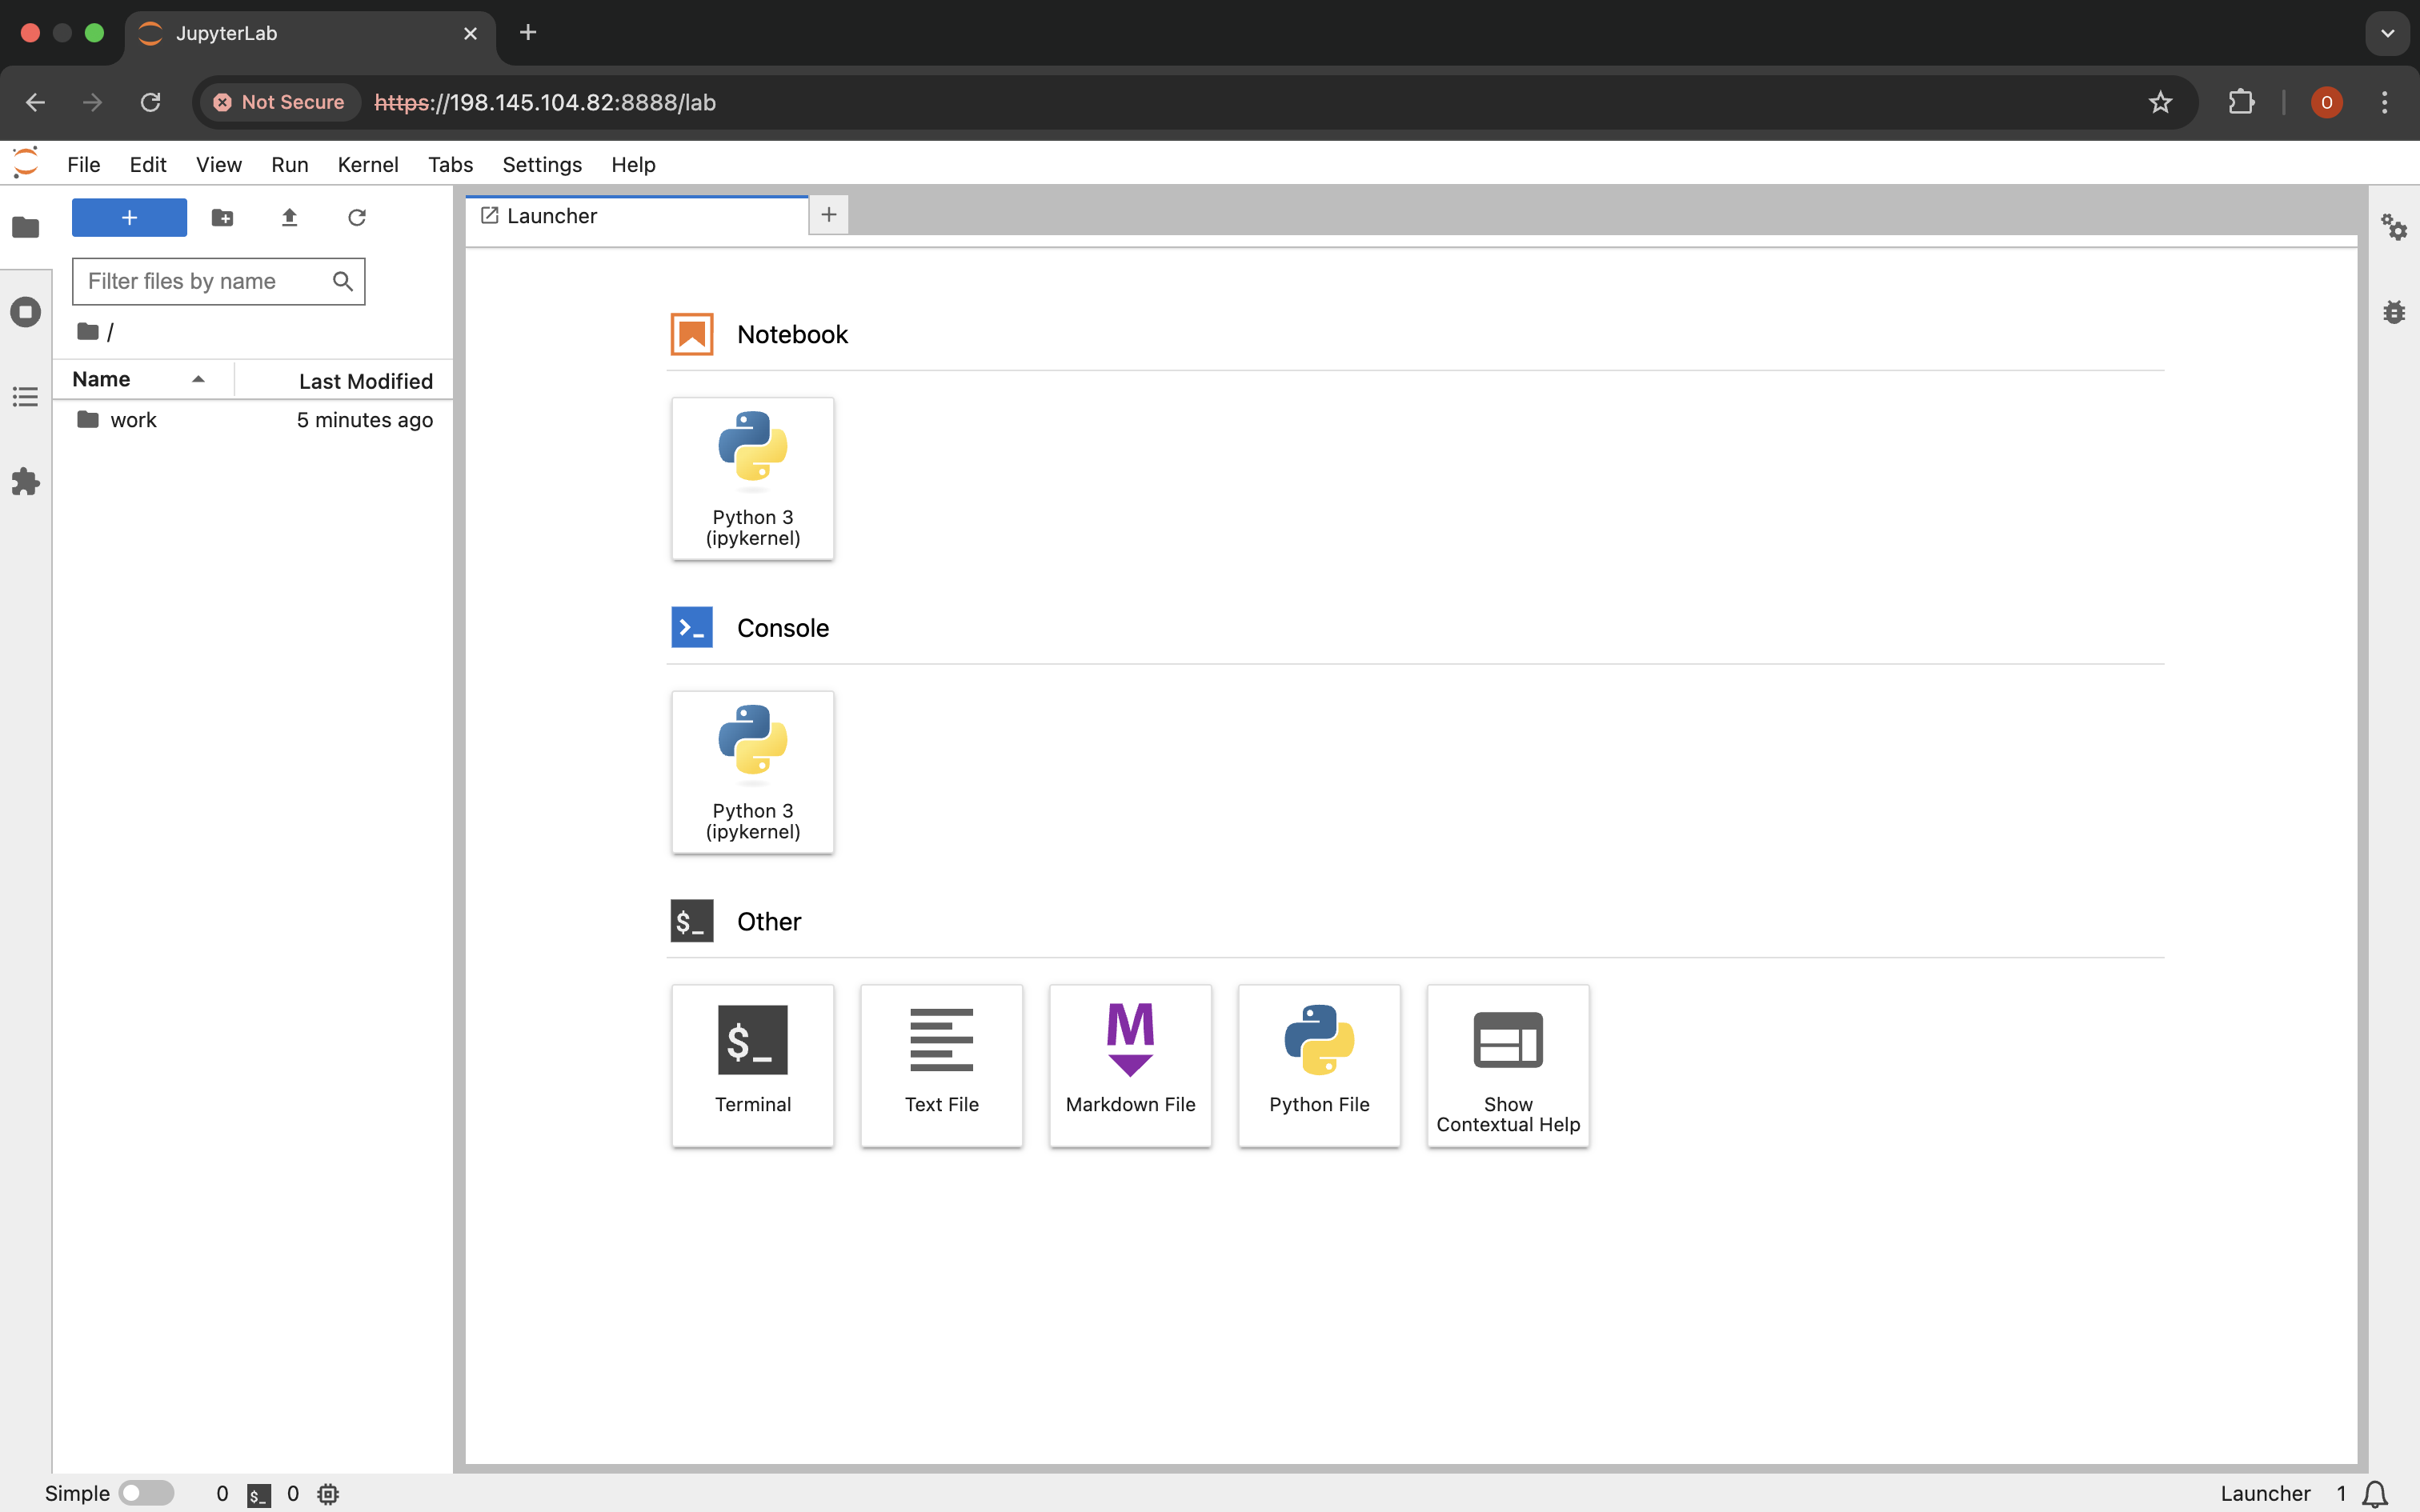 JupyterLab
Not Secure https://198.145.104.82:8888/lab
O
File Edit View Run Kernel Tabs Settings Help
Launcher
Filter files by name
/
Name Last Modified
work 5 minutes ago
Notebook
Python 3
(ipykernel)
Console
Python 3
(ipykernel)
$_ Other
$_
Terminal
Text File
M
Markdown File
Python File
Show
Contextual Help
Simple 0 $_ 0 Launcher 1